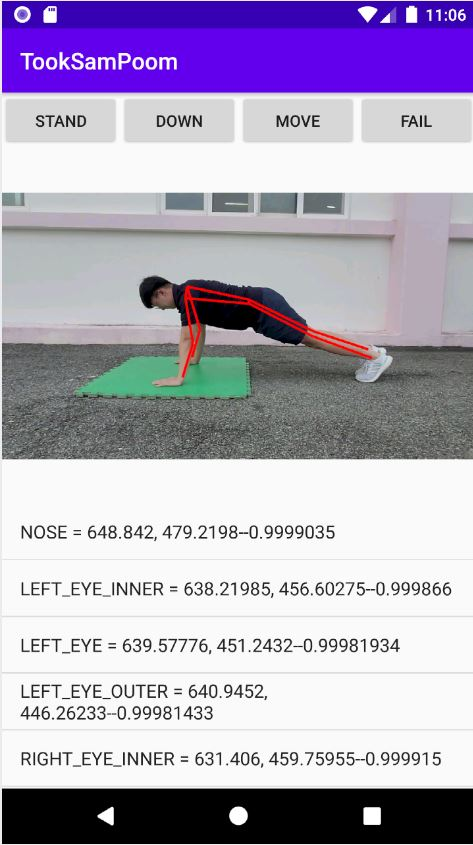 11:06
TookSamPoom
STAND DOWN MOVE FAIL
NOSE = 648.842, 479.2198--0.9999035
LEFT_EYE_INNER = 638.21985, 456.60275--0.999866
LEFT_EYE = 639.57776, 451.2432--0.99981934
LEFT_EYE_OUTER = 640.9452,
446.26233--0.99981433
RIGHT_EYE_INNER = 631.406, 459.75955--0.999915